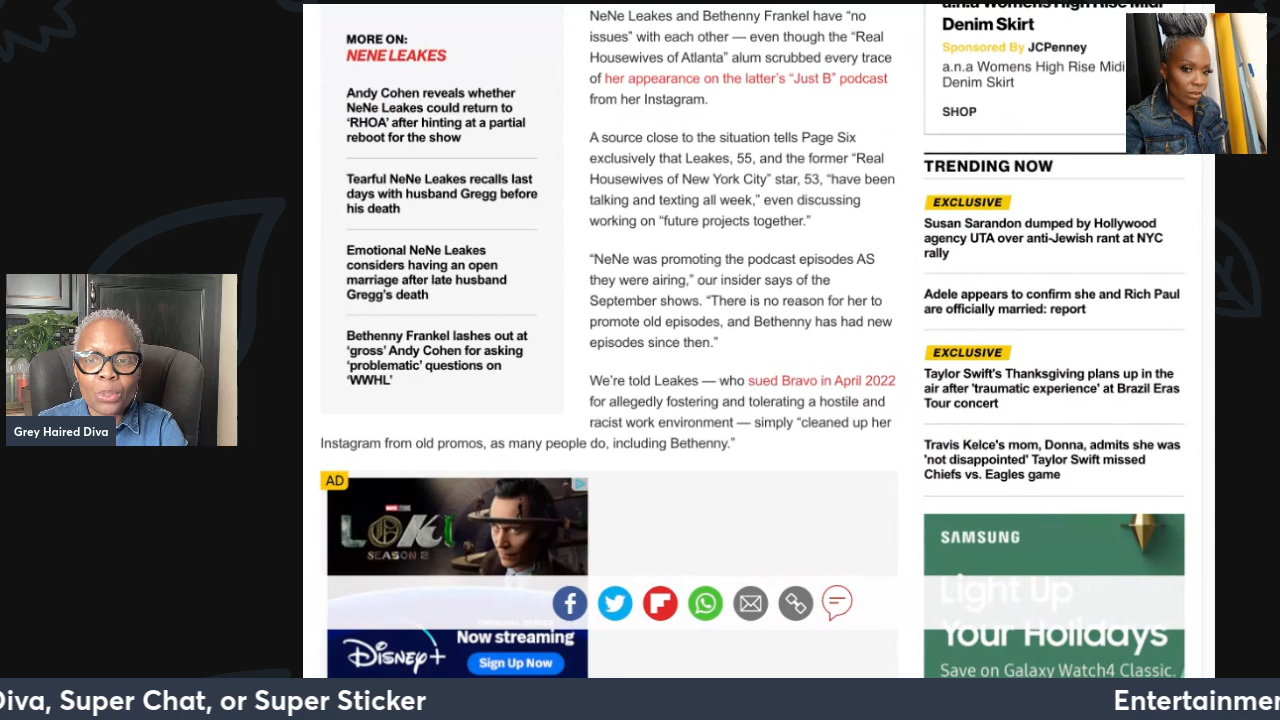 MORE ON:
NENE LEAKES
Andy Cohen reveals whether
NeNe Leakes could return to
‘RHOA’ after hinting at a partial
reboot for the show
Tearful NeNe Leakes recalls last
days with husband Gregg before
his death
Emotional NeNe Leakes
considers having an open
marriage after late husband
Gregg’s death
Bethenny Frankel lashes out at
‘gross’ Andy Cohen for asking
‘problematic’ questions on
‘WWHL’
NeNe Leakes and Bethenny Frankel have “no
issues” with each other — even though the “Real
Housewives of Atlanta” alum scrubbed every trace
of her appearance on the latter’s “Just B” podcast
from her Instagram.
A source close to the situation tells Page Six
exclusively that Leakes, 55, and the former “Real
Housewives of New York City” star, 53, “have been
talking and texting all week,” even discussing
working on “future projects together.”
“NeNe was promoting the podcast episodes AS
they were airing,” our insider says of the
September shows. “There is no reason for her to
promote old episodes, and Bethenny has had new
episodes since then.”
We’re told Leakes — who sued Bravo in April 2022
for allegedly fostering and tolerating a hostile and
racist work environment — simply “cleaned up her
Instagram from old promos, as many people do, including Bethenny.”
AD
MARVEL STUDIOS
LOKI
SEASON 2
Now streaming
Disney+
Sign Up Now
a.n.a Womens High Rise Midi
Denim Skirt
Sponsored By JCPenney
a.n.a Womens High Rise Midi
Denim Skirt
SHOP
TRENDING NOW
EXCLUSIVE
Susan Sarandon dumped by Hollywood
agency UTA over anti-Jewish rant at NYC
rally
Adele appears to confirm she and Rich Paul
are officially married: report
EXCLUSIVE
Taylor Swift's Thanksgiving plans up in the
air after 'traumatic experience' at Brazil Eras
Tour concert
Travis Kelce's mom, Donna, admits she was
'not disappointed' Taylor Swift missed
Chiefs vs. Eagles game
SAMSUNG
Light Up
Your Holidays
Save on Galaxy Watch4 Classic.
Grey Haired Diva
Diva, Super Chat, or Super Sticker
Entertainmen